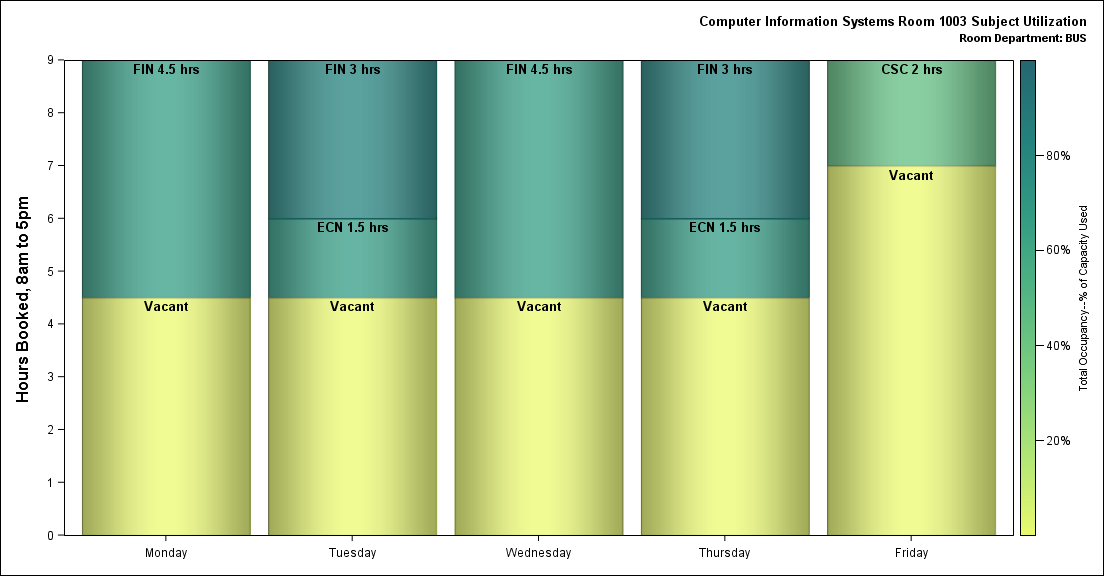 Computer Information Systems Room 1003 Subject Utilization
Room Department: BUS
Hours Booked, 8am to 5pm
9
8
7
6
5
4
3
2
1
0
FIN 4.5 hrs
Vacant
FIN 3 hrs
ECN 1.5 hrs
Vacant
FIN 4.5 hrs
Vacant
FIN 3 hrs
ECN 1.5 hrs
Vacant
CSC 2 hrs
Vacant
Monday
Tuesday
Wednesday
Thursday
Friday
80%
60%
40%
20%
Total Occupancy--% of Capacity Used